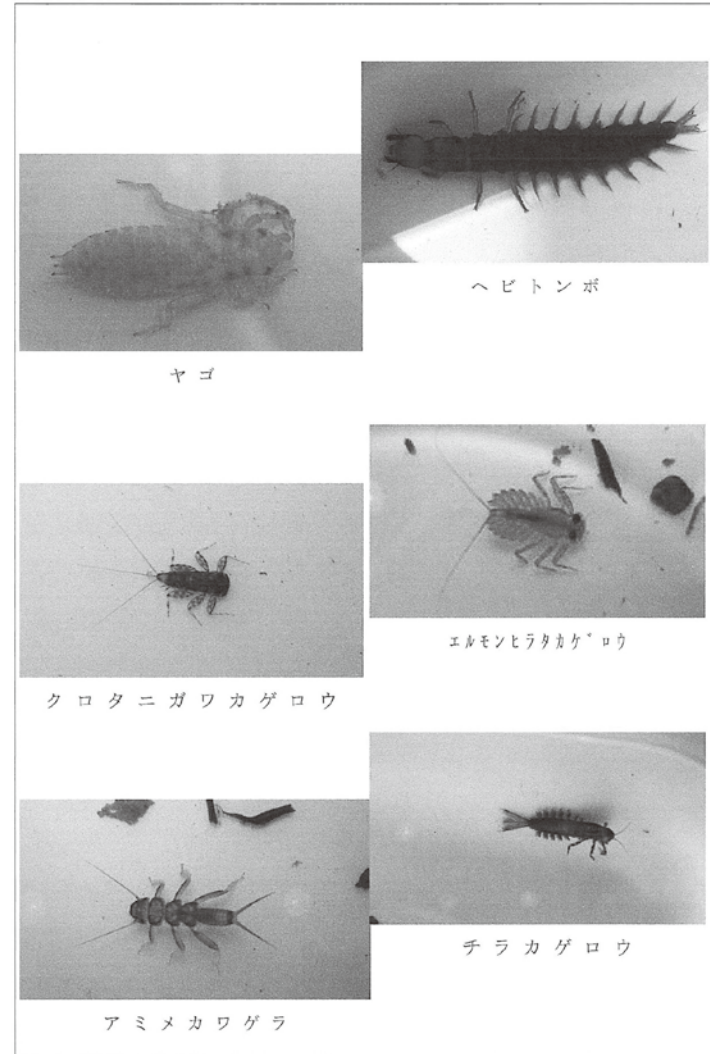 ヘビトンボ
ヤゴ
エルモンヒラタカゲロウ
クロタニガワカゲロウ
チラカゲロウ
アミメカワゲラ